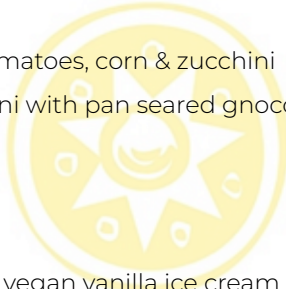 matoes, corn & zucchini
ni with pan seared gnocc
vegan vanilla ice cream